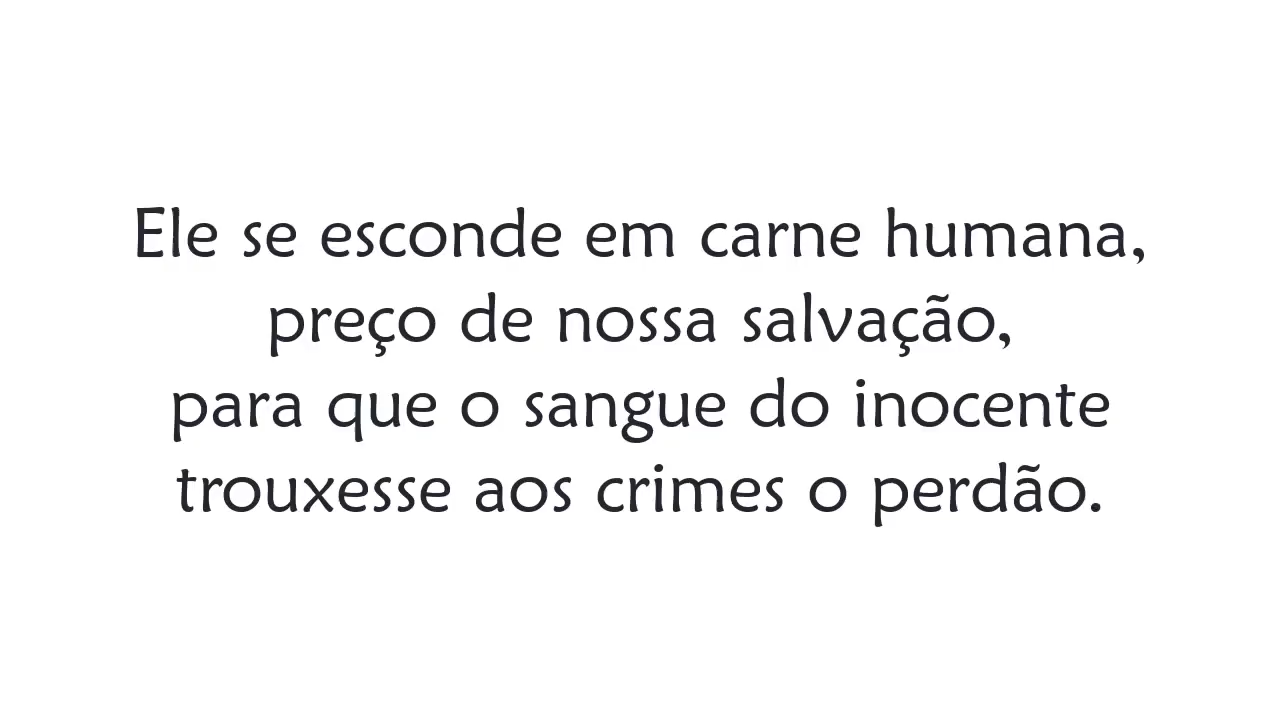 Ele se esconde em carne humana,
preço de nossa salvação,
para que o sangue do inocente
trouxesse aos crimes o perdão.